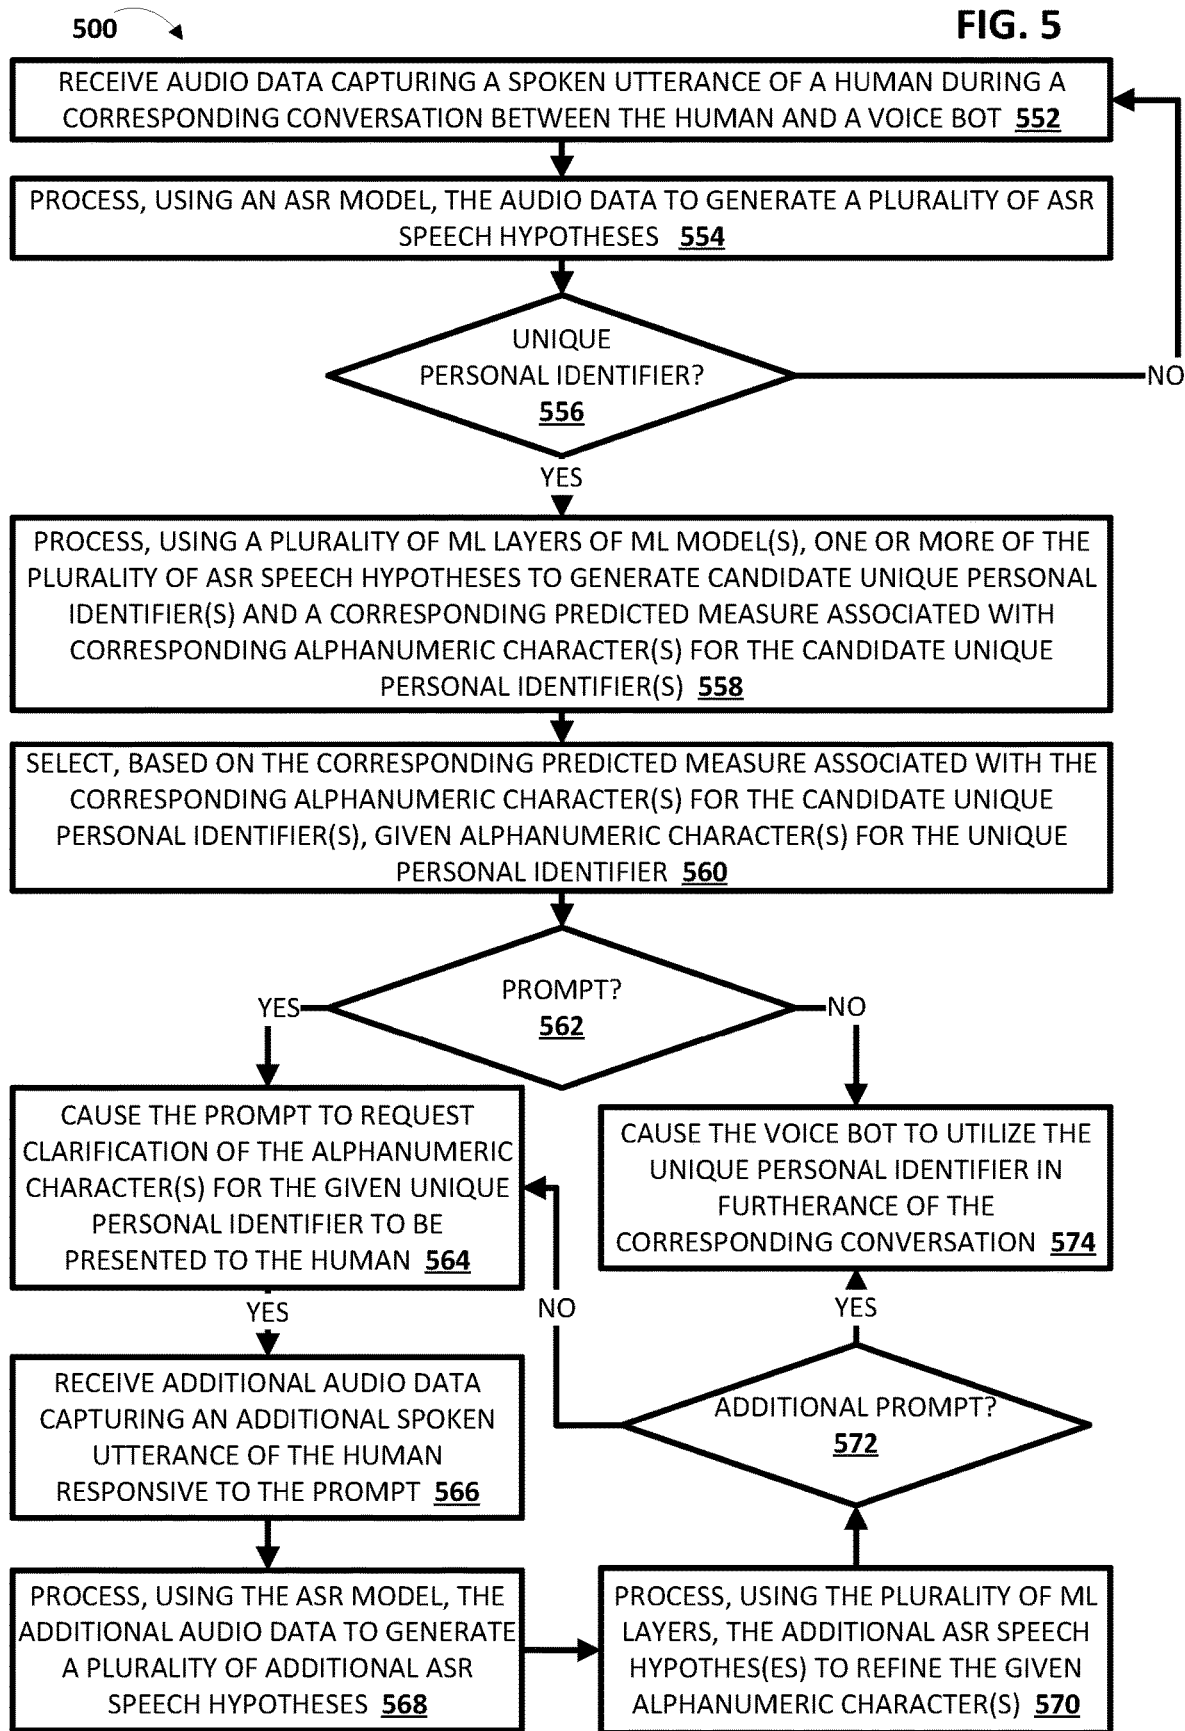 500
FIG. 5
RECEIVE AUDIO DATA CAPTURING A SPOKEN UTTERANCE OF A HUMAN DURING A
CORRESPONDING CONVERSATION BETWEEN THE HUMAN AND A VOICE BOT 552
PROCESS, USING AN ASR MODEL, THE AUDIO DATA TO GENERATE A PLURALITY OF ASR
SPEECH HYPOTHESES 554
UNIQUE
PERSONAL IDENTIFIER?
556
NO
YES
PROCESS, USING A PLURALITY OF ML LAYERS OF ML MODEL(S), ONE OR MORE OF THE
PLURALITY OF ASR SPEECH HYPOTHESES TO GENERATE CANDIDATE UNIQUE PERSONAL
IDENTIFIER(S) AND A CORRESPONDING PREDICTED MEASURE ASSOCIATED WITH
CORRESPONDING ALPHANUMERIC CHARACTER(S) FOR THE CANDIDATE UNIQUE
PERSONAL IDENTIFIER(S) 558
SELECT, BASED ON THE CORRESPONDING PREDICTED MEASURE ASSOCIATED WITH THE
CORRESPONDING ALPHANUMERIC CHARACTER(S) FOR THE CANDIDATE UNIQUE
PERSONAL IDENTIFIER(S), GIVEN ALPHANUMERIC CHARACTER(S) FOR THE UNIQUE
PERSONAL IDENTIFIER 560
PROMPT?
562
YES
NO
CAUSE THE PROMPT TO REQUEST
CLARIFICATION OF THE ALPHANUMERIC
CHARACTER(S) FOR THE GIVEN UNIQUE
PERSONAL IDENTIFIER TO BE
PRESENTED TO THE HUMAN 564
CAUSE THE VOICE BOT TO UTILIZE THE
UNIQUE PERSONAL IDENTIFIER IN
FURTHERANCE OF THE
CORRESPONDING CONVERSATION 574
YES
NO
YES
RECEIVE ADDITIONAL AUDIO DATA
CAPTURING AN ADDITIONAL SPOKEN
UTTERANCE OF THE HUMAN
RESPONSIVE TO THE PROMPT 566
ADDITIONAL PROMPT?
572
PROCESS, USING THE ASR MODEL, THE
ADDITIONAL AUDIO DATA TO GENERATE
A PLURALITY OF ADDITIONAL ASR
SPEECH HYPOTHESES 568
PROCESS, USING THE PLURALITY OF ML
LAYERS, THE ADDITIONAL ASR SPEECH
HYPOTHES(ES) TO REFINE THE GIVEN
ALPHANUMERIC CHARACTER(S) 570